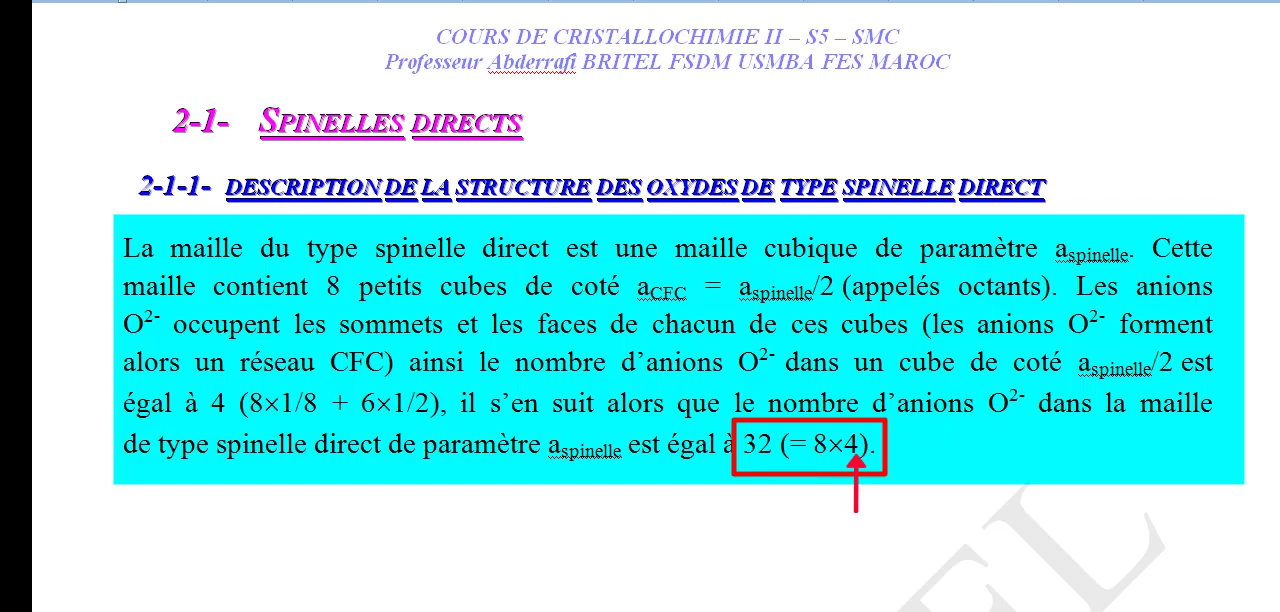 COURS DE CRISTALLOCHIMIE II – S5 – SMC
Professeur Abderrafi BRITEL FSDM USMBA FES MAROC
2-1- SPINELLES DIRECTS
2-1-1- DESCRIPTION DE LA STRUCTURE DES OXYDES DE TYPE SPINELLE DIRECT
La maille du type spinelle direct est une maille cubique de paramètre aspinelle. Cette
maille contient 8 petits cubes de coté aCFC = aspinelle/2 (appelés octants). Les anions
O2- occupent les sommets et les faces de chacun de ces cubes (les anions O2- forment
alors un réseau CFC) ainsi le nombre d’anions O2- dans un cube de coté aspinelle/2 est
égal à 4 (8×1/8 + 6×1/2), il s’en suit alors que le nombre d’anions O2- dans la maille
de type spinelle direct de paramètre aspinelle est égal à 32 (= 8×4).